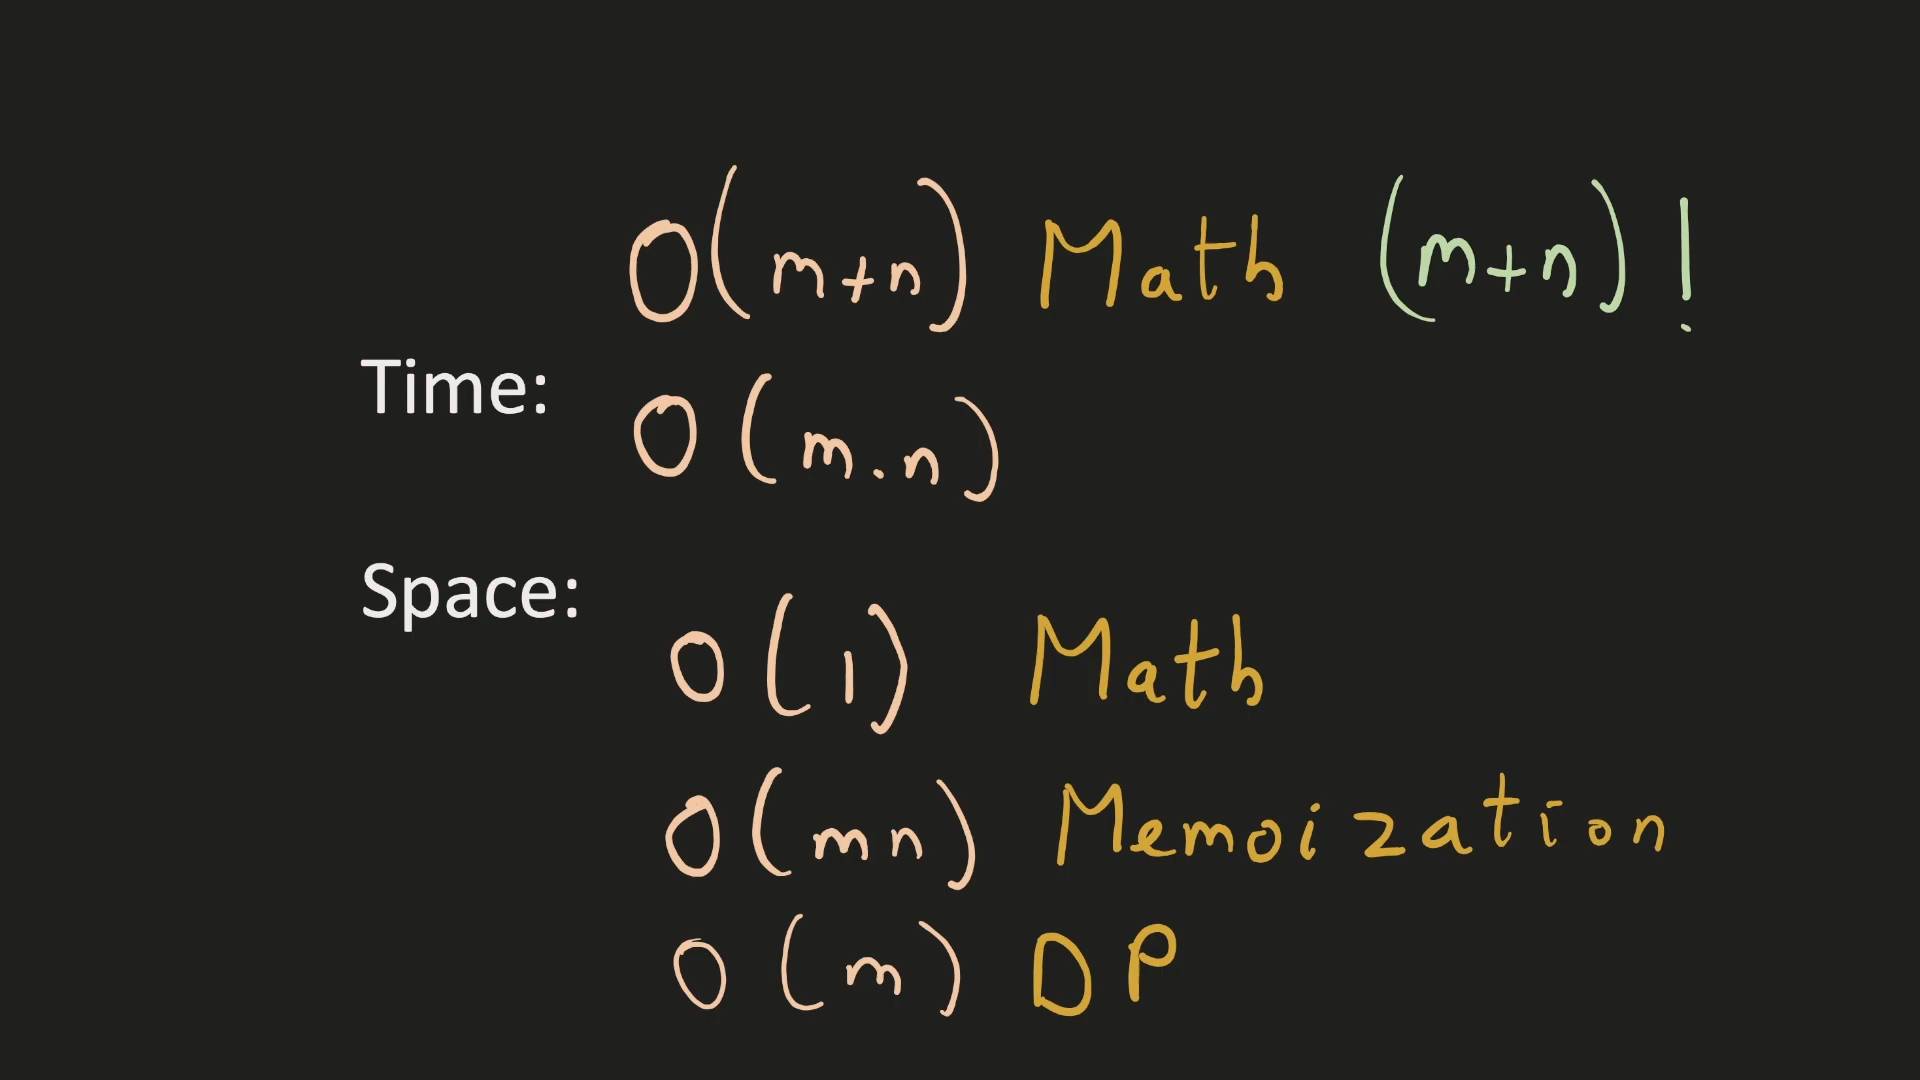 O(m+n) Math (m+n)!
Time:
O(m.n)
Space:
O(1) Math
O(mn) Memoization
O(m) DP